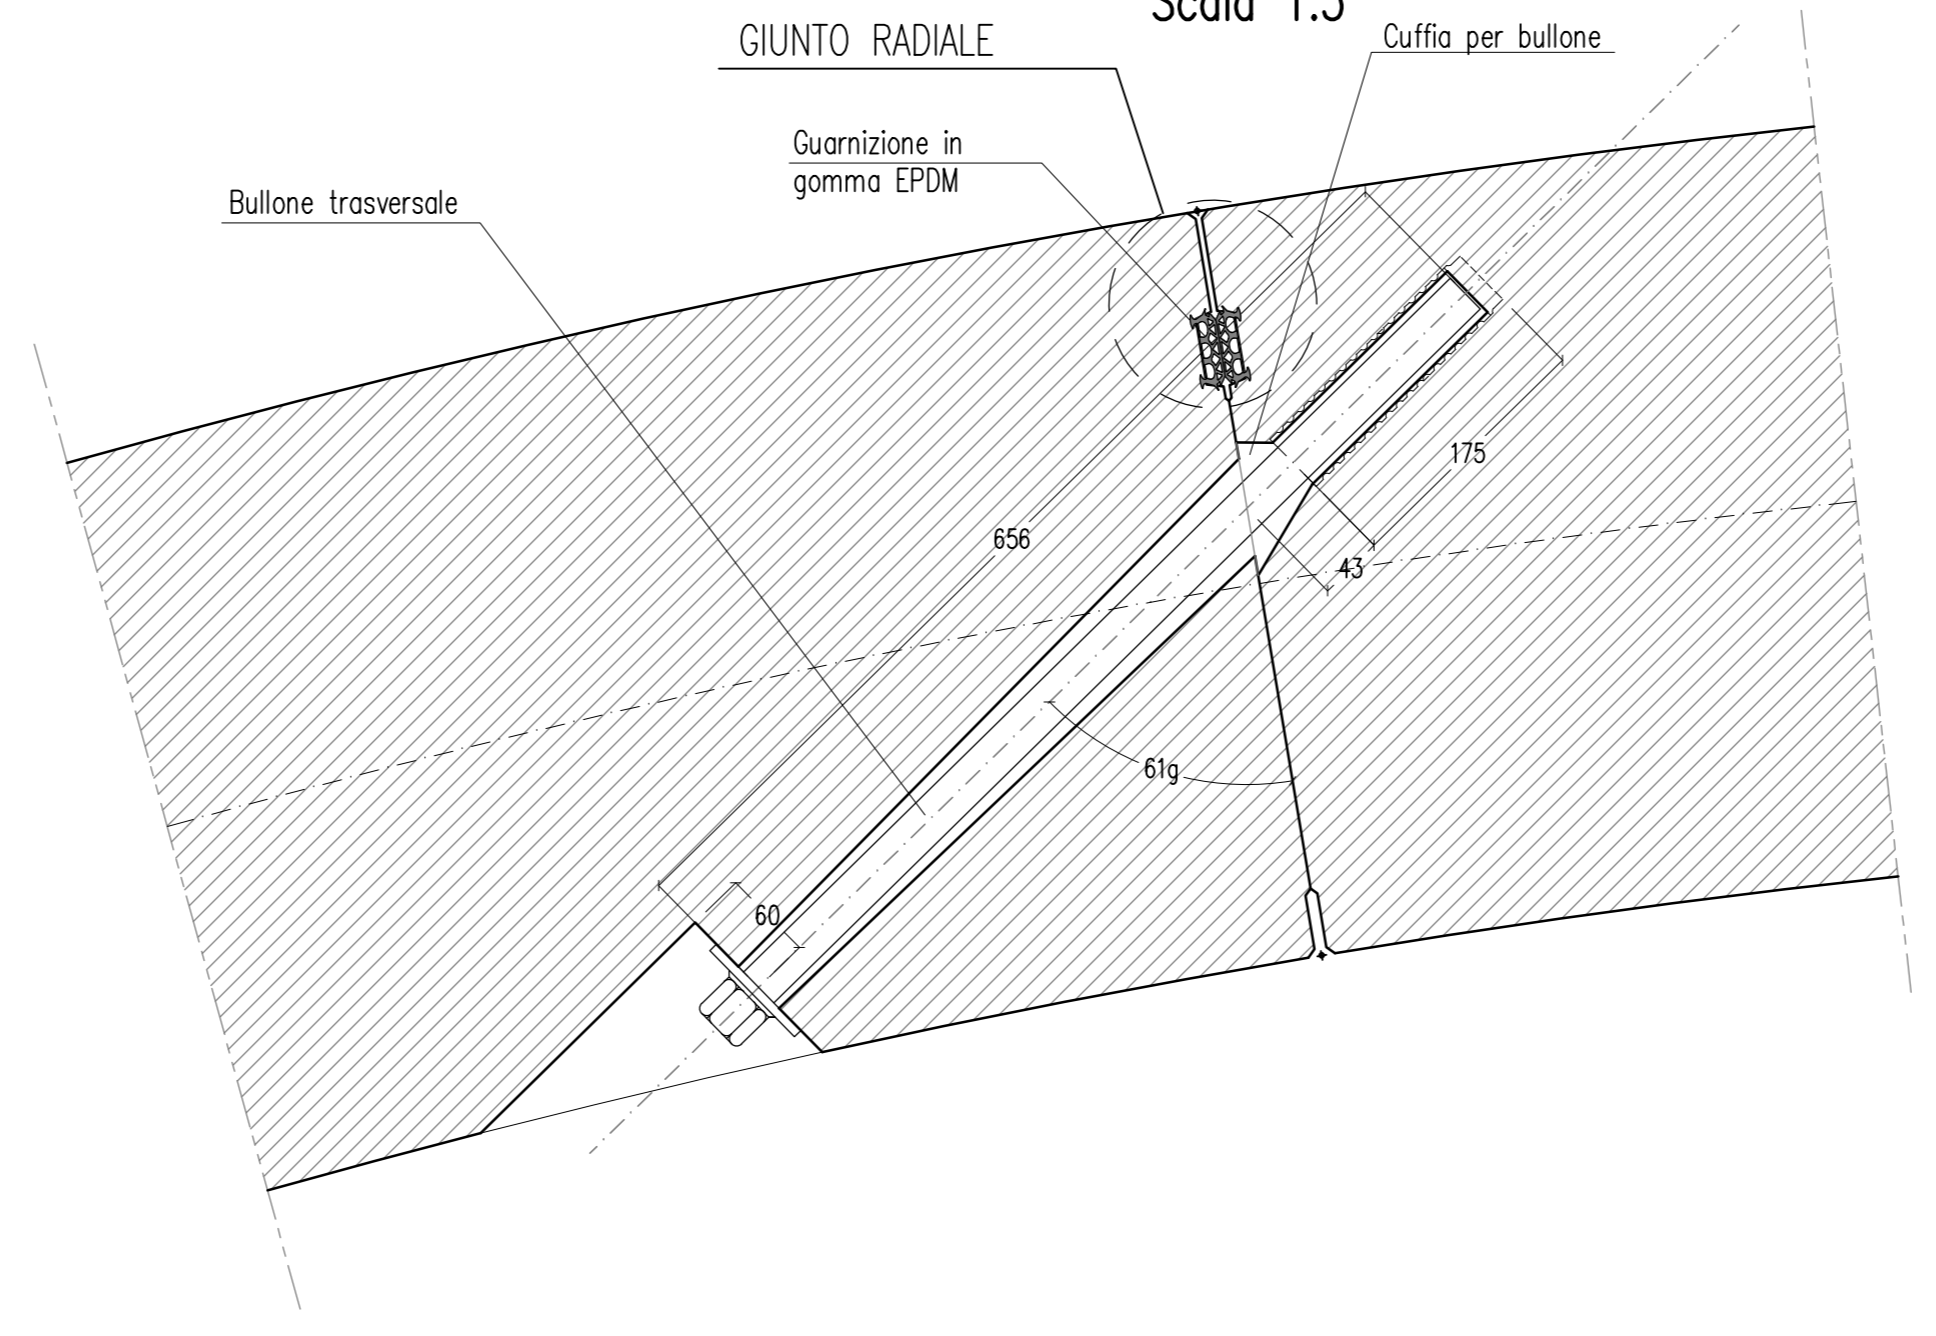 Scala 1:5
GIUNTO RADIALE
Cuffia per bullone
Guarnizione in
gomma EPDM
Bullone trasversale
175
656
43
61g
60